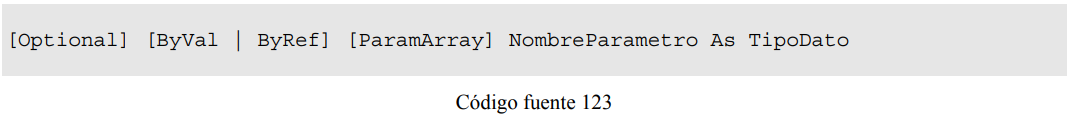 [Optional] [ByVal | ByRef] [ParamArray] NombreParametro As TipoDato
Código fuente 123